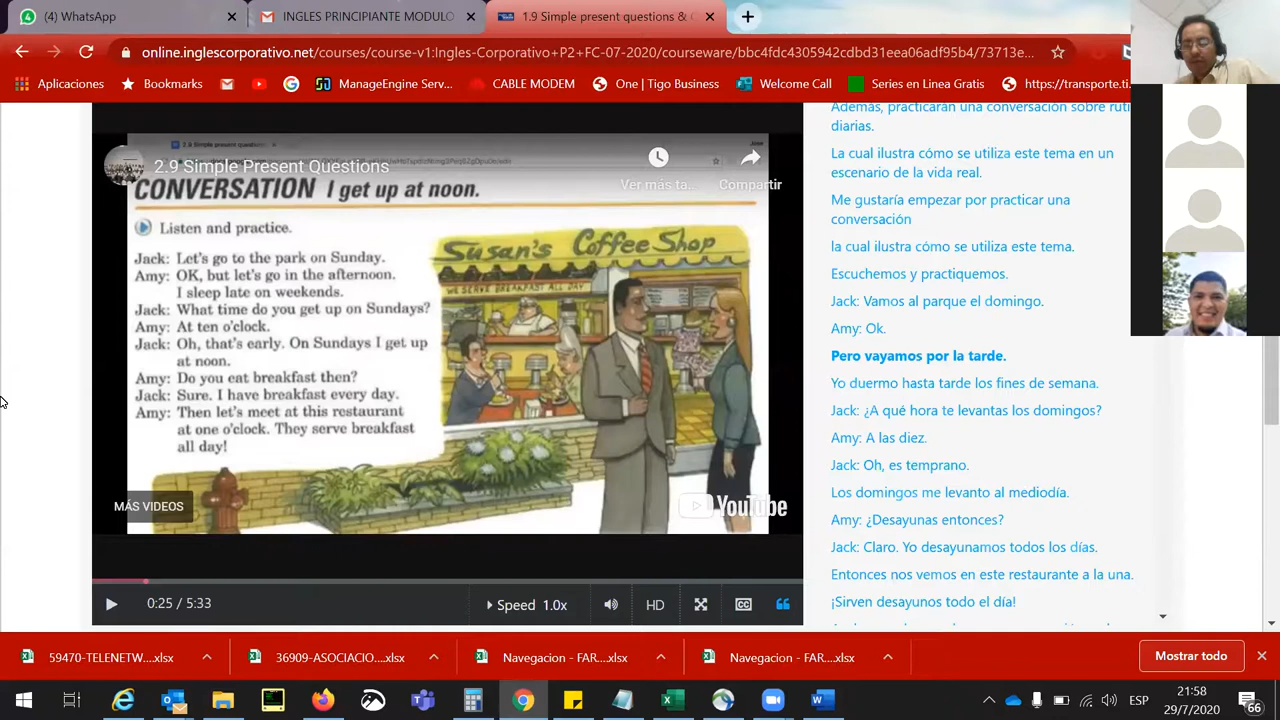 (4) WhatsApp
INGLES PRINCIPIANTE MODULO
1.9 Simple present questions &
online.inglescorporativo.net/courses/course-v1:Ingles-Corporativo+P2+FC-07-2020/courseware/bbc4fdc4305942cdbd31eea06adf95b4/73713e...
Aplicaciones
Bookmarks
ManageEngine Serv...
CABLE MODEM
One | Tigo Business
Welcome Call
Series en Linea Gratis
https://transporte.ti...
2.9 Simple Present Questions
Ver más ta...
Compartir
CONVERSATION I get up at noon.
Listen and practice.
Jack: Let's go to the park on Sunday.
Amy: OK, but let's go in the afternoon.
I sleep late on weekends.
Jack: What time do you get up on Sundays?
Amy: At ten o'clock.
Jack: Oh, that's early. On Sundays I get up
at noon.
Amy: Do you eat breakfast then?
Jack: Sure. I have breakfast every day.
Amy: Then let's meet at this restaurant
at one o'clock. They serve breakfast
all day!
Susan's Coffee Shop
WE SERVE BREAKFAST ALL DAY
MÁS VIDEOS
YouTube
0:25 / 5:33
Speed 1.0x
HD
Además, practicarán una conversación sobre ruti
diarias.
La cual ilustra cómo se utiliza este tema en un
escenario de la vida real.
Me gustaría empezar por practicar una
conversación
la cual ilustra cómo se utiliza este tema.
Escuchemos y practiquemos.
Jack: Vamos al parque el domingo.
Amy: Ok.
Pero vayamos por la tarde.
Yo duermo hasta tarde los fines de semana.
Jack: ¿A qué hora te levantas los domingos?
Amy: A las diez.
Jack: Oh, es temprano.
Los domingos me levanto al mediodía.
Amy: ¿Desayunas entonces?
Jack: Claro. Yo desayunamos todos los días.
Entonces nos vemos en este restaurante a la una.
¡Sirven desayunos todo el día!
59470-TELENETW....xlsx
36909-ASOCIACIO....xlsx
Navegacion - FAR....xlsx
Navegacion - FAR....xlsx
Mostrar todo
ESP
21:58
29/7/2020
66